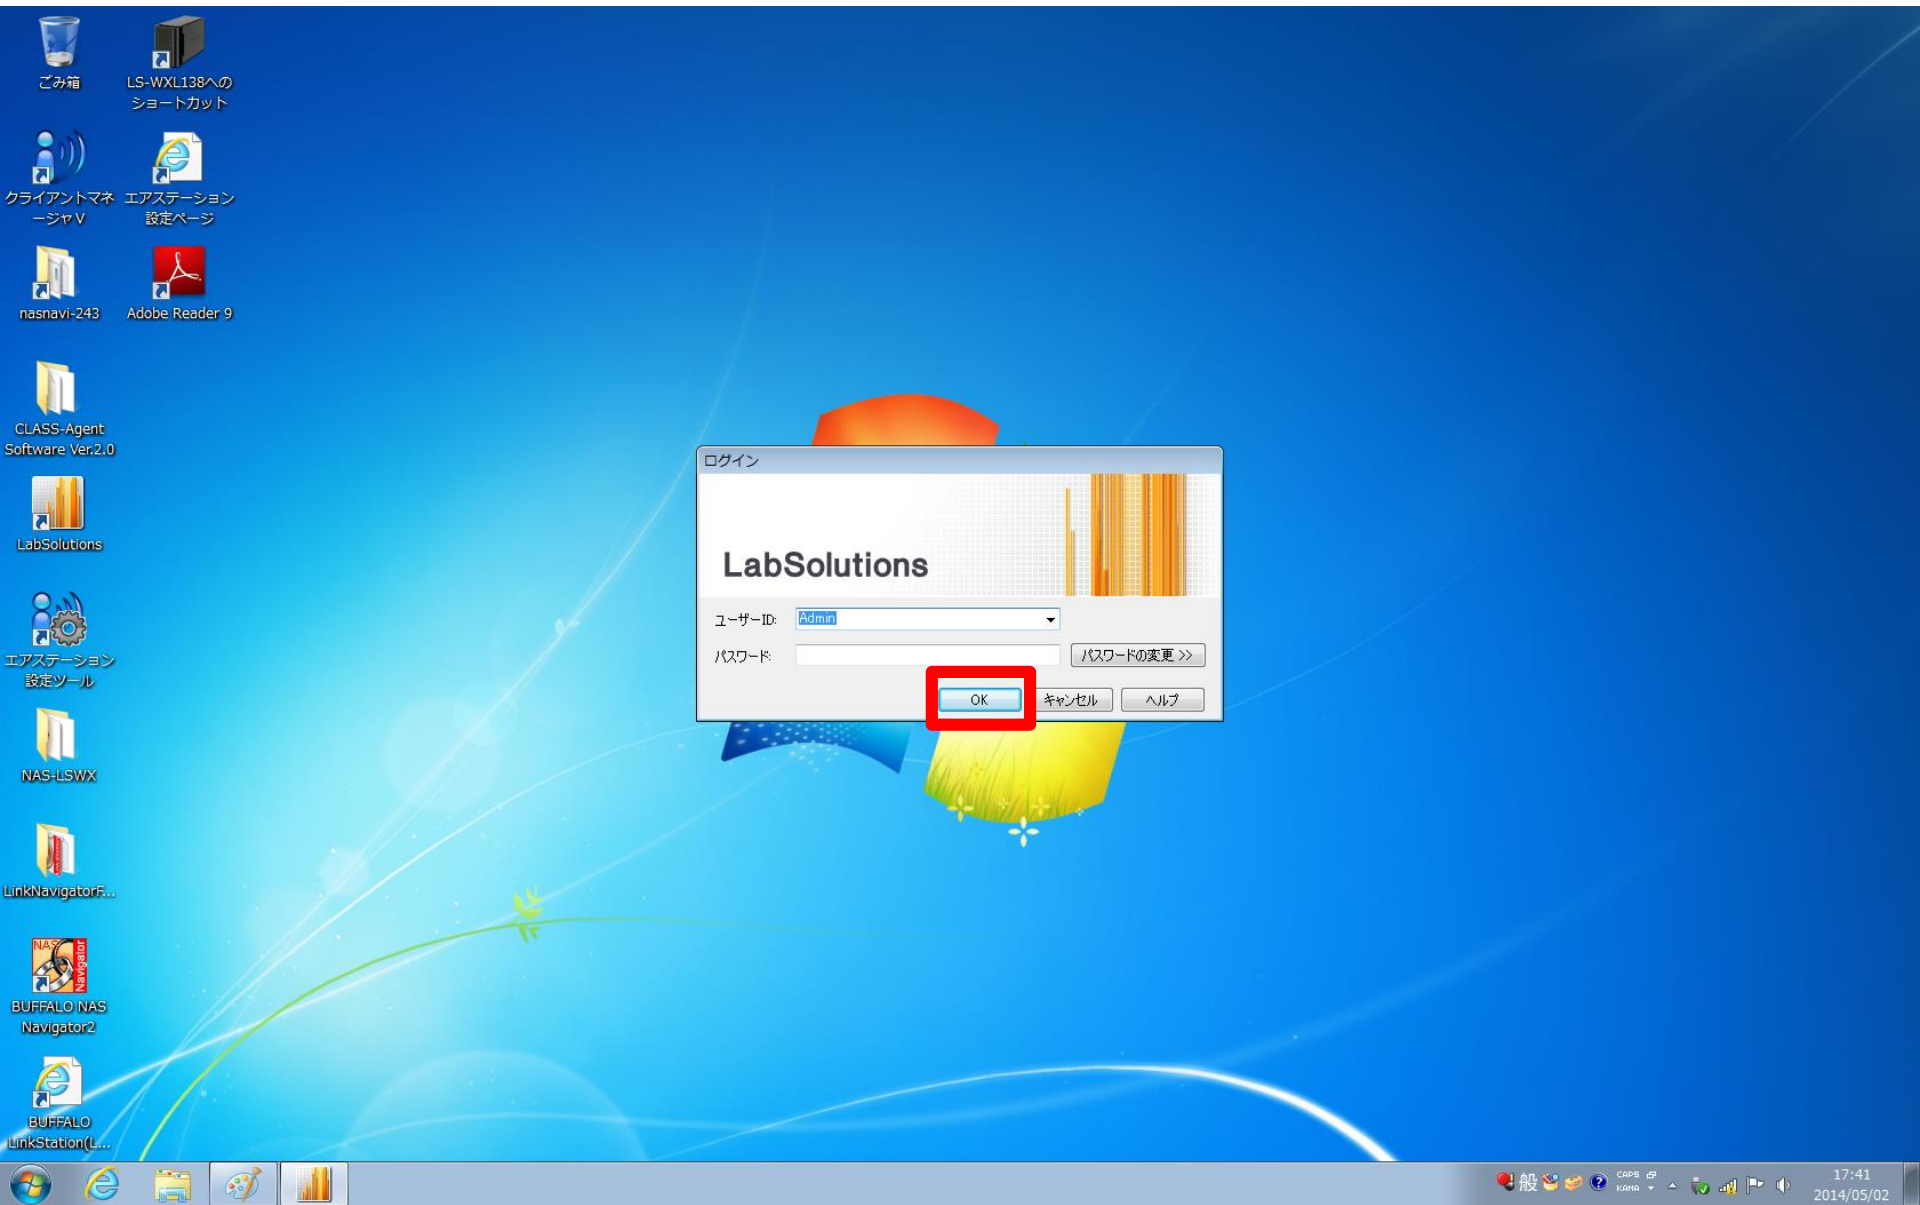 ごみ箱
LS-WXL138への
ショートカット
クライアントマネ
ージャV
エアステーション
設定ページ
nasnavi-243
Adobe Reader 9
CLASS-Agent
Software Ver.2.0
LabSolutions
エアステーション
設定ツール
NAS-LSWX
LinkNavigatorF...
NAS
Navigator
BUFFALO NAS
Navigator2
BUFFALO
LinkStation(L...
ログイン
LabSolutions
ユーザーID:
Admin
パスワード:
パスワードの変更 >>
OK
キャンセル
ヘルプ
般
CAPS
KANA
17:41
2014/05/02